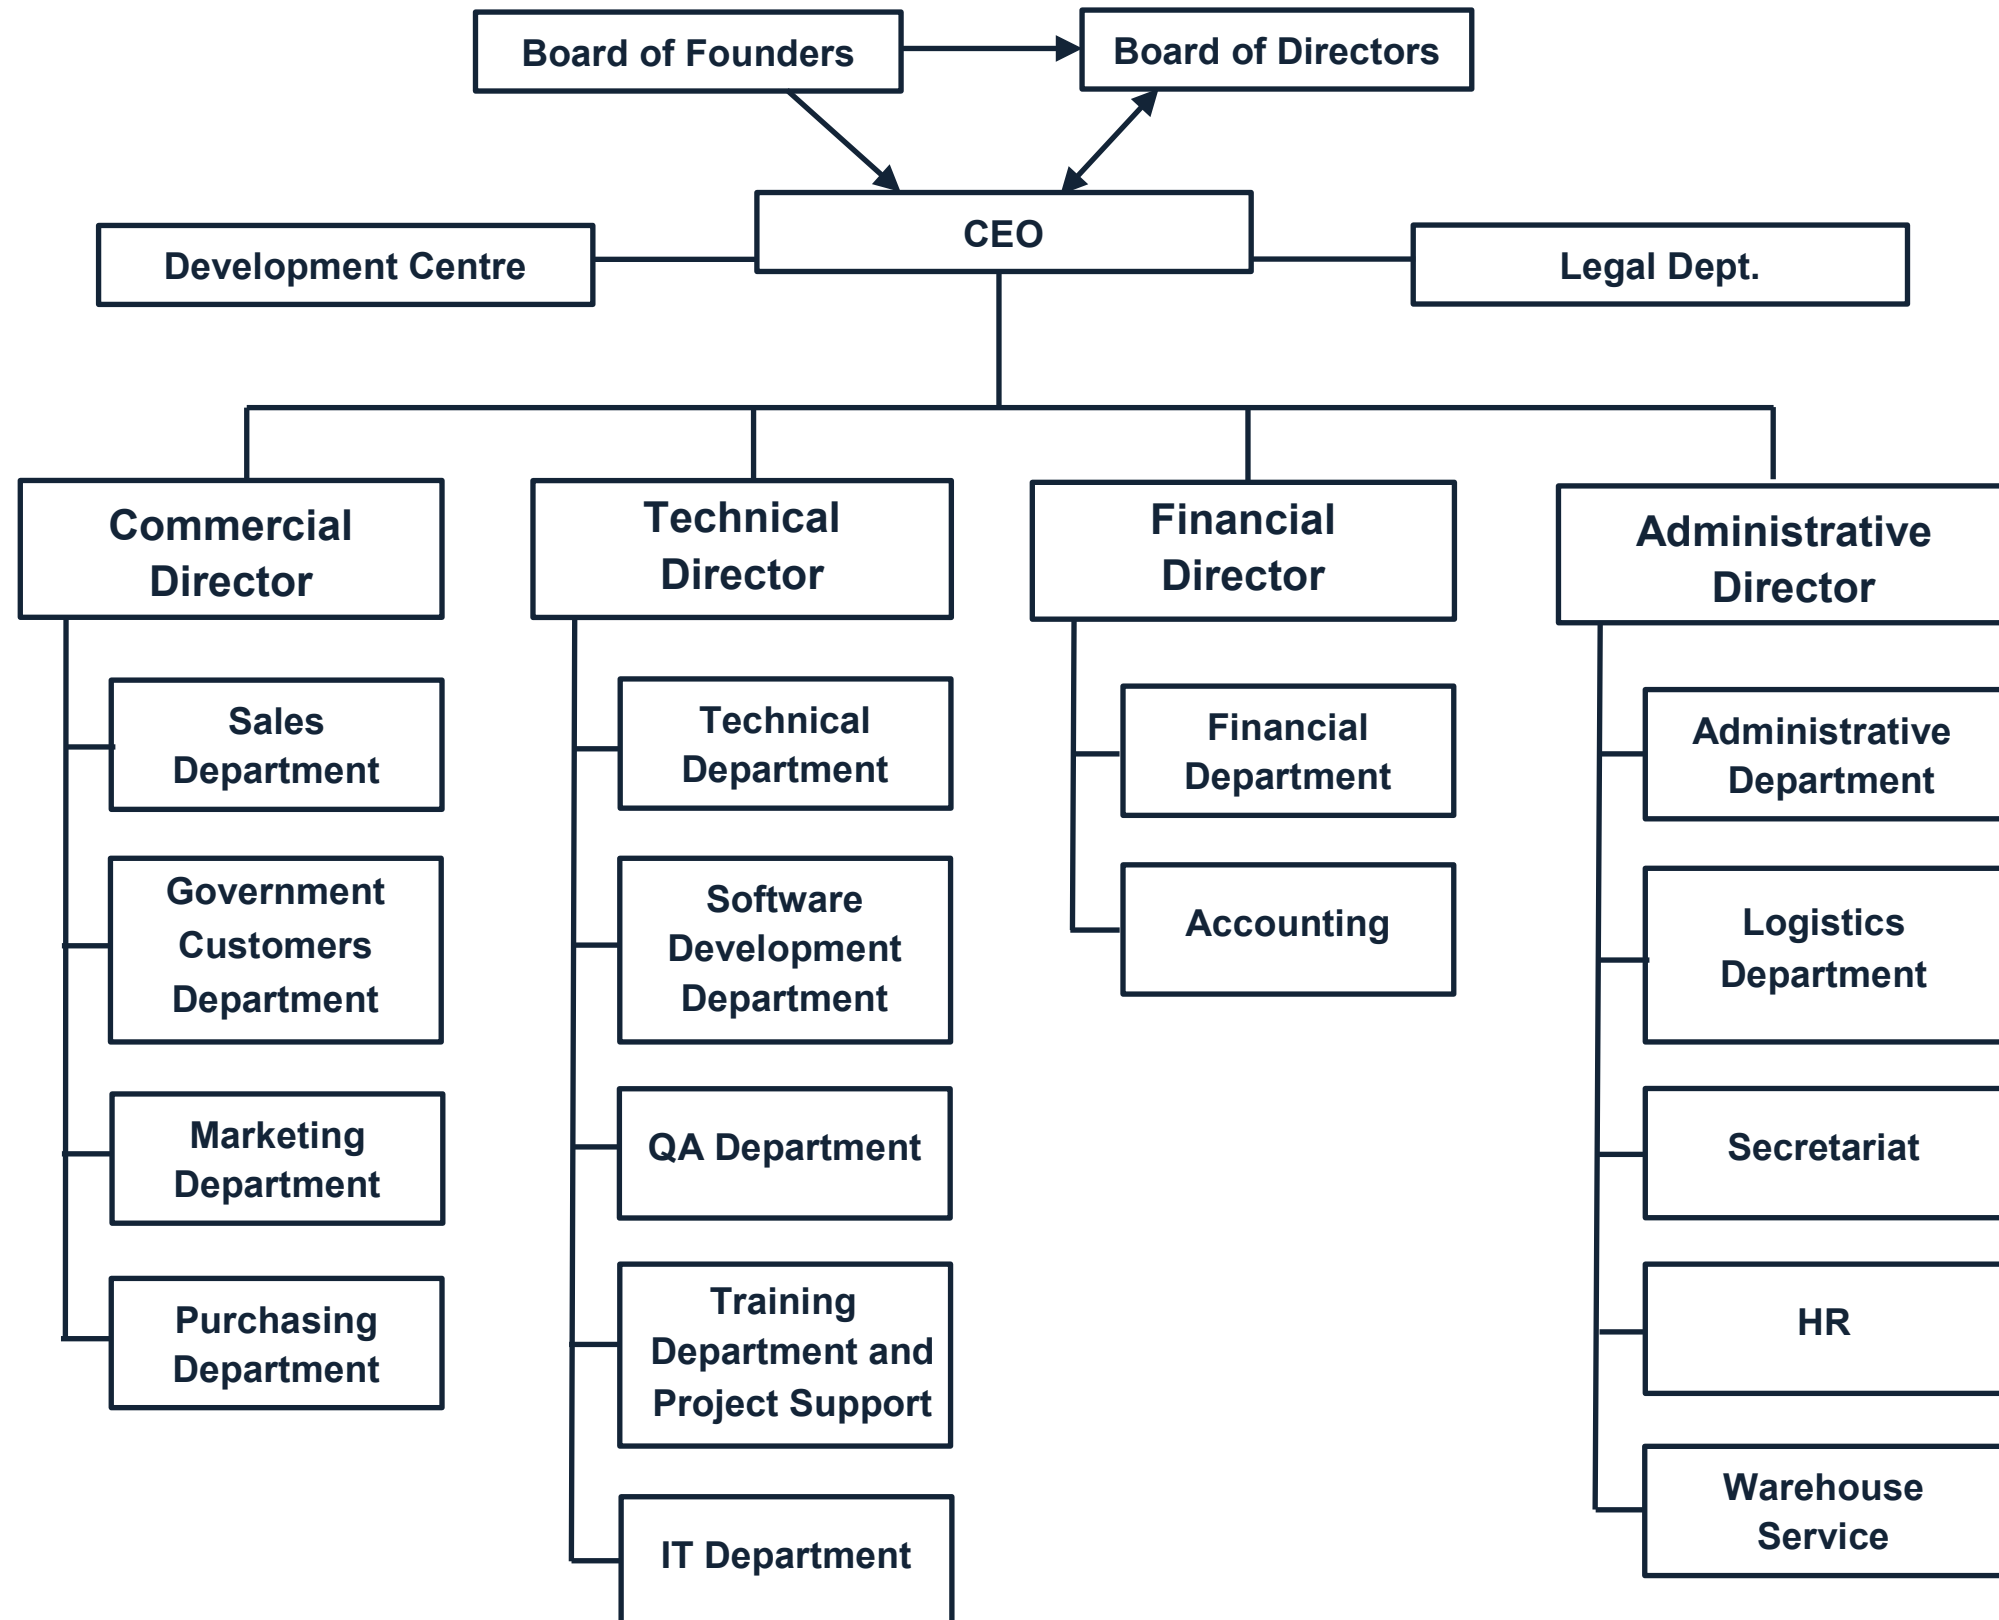 Board of Founders
Board of Directors
CEO
Development Centre
Legal Dept.
Commercial
Director
Technical
Director
Financial
Director
Administrative
Director
Sales
Department
Government
Customers
Department
Marketing
Department
Purchasing
Department
Technical
Department
Software
Development
Department
QA Department
Training
Department and
Project Support
IT Department
Financial
Department
Accounting
Administrative
Department
Logistics
Department
Secretariat
HR
Warehouse
Service